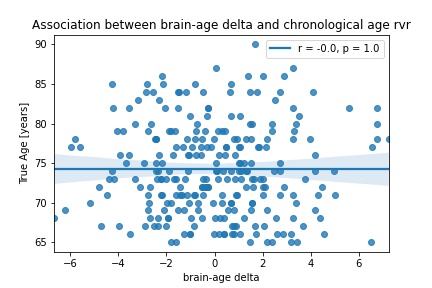 Association between brain-age delta and chronological age rvr
r = -0.0, p = 1.0
90
85
80
75
70
65
True Age [years]
−6 −4 −2 0 2 4 6
brain-age delta